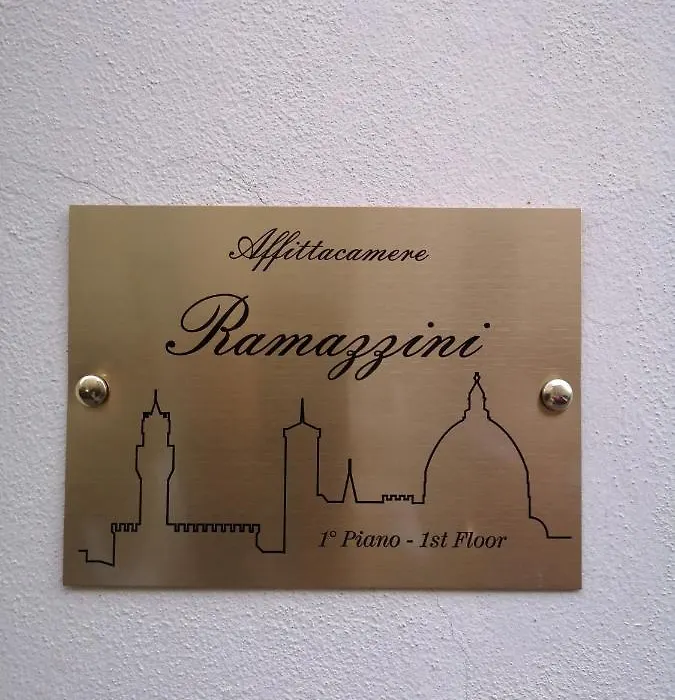 Affittacamere
Ramazzini
1° Piano - 1st Floor